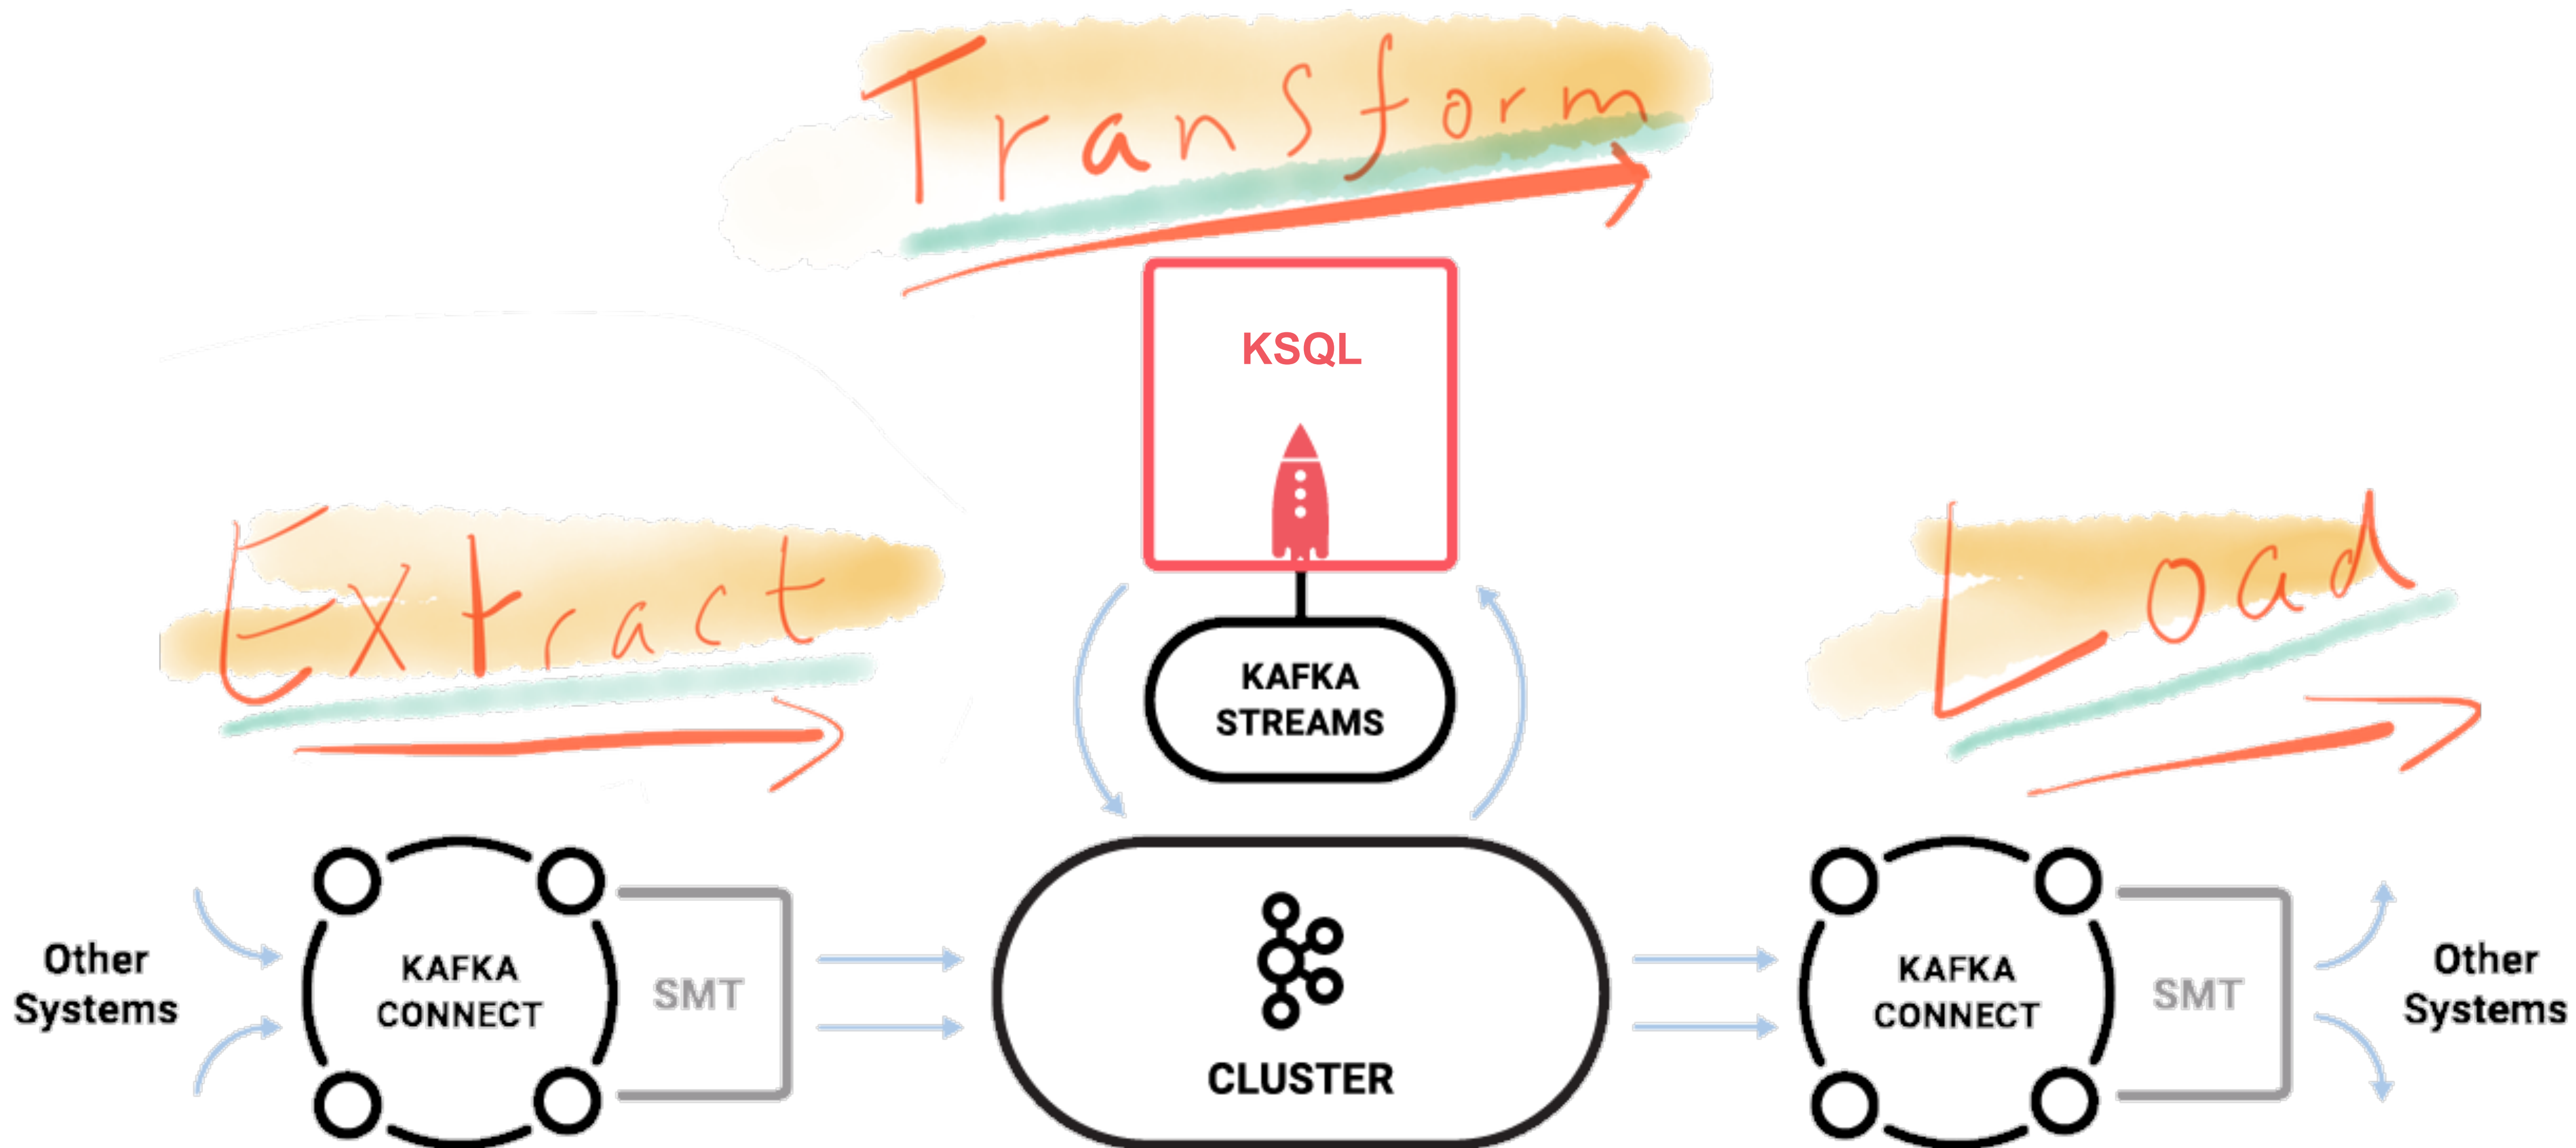 Transform
KSQL
Extract
Load
KAFKA
STREAMS
Other
Systems
KAFKA
CONNECT
SMT
CLUSTER
KAFKA
CONNECT
SMT
Other
Systems